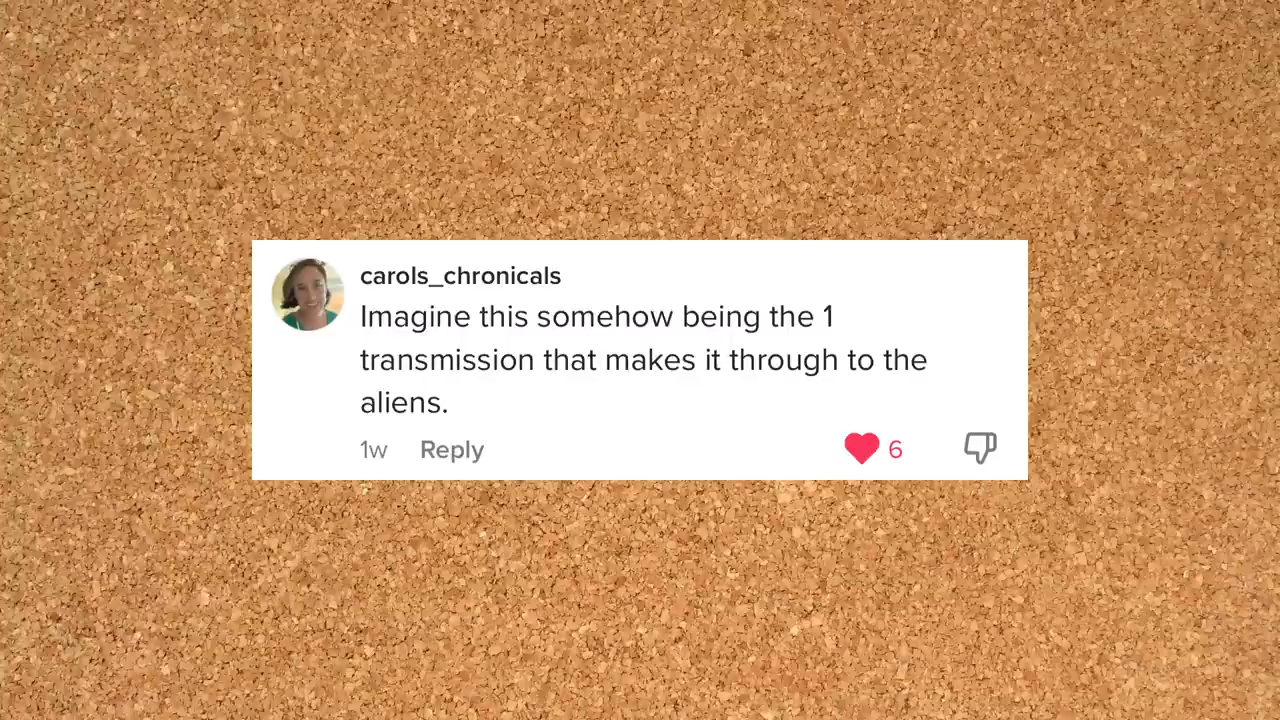 carols_chronicals
Imagine this somehow being the 1
transmission that makes it through to the
aliens.
1w Reply 6